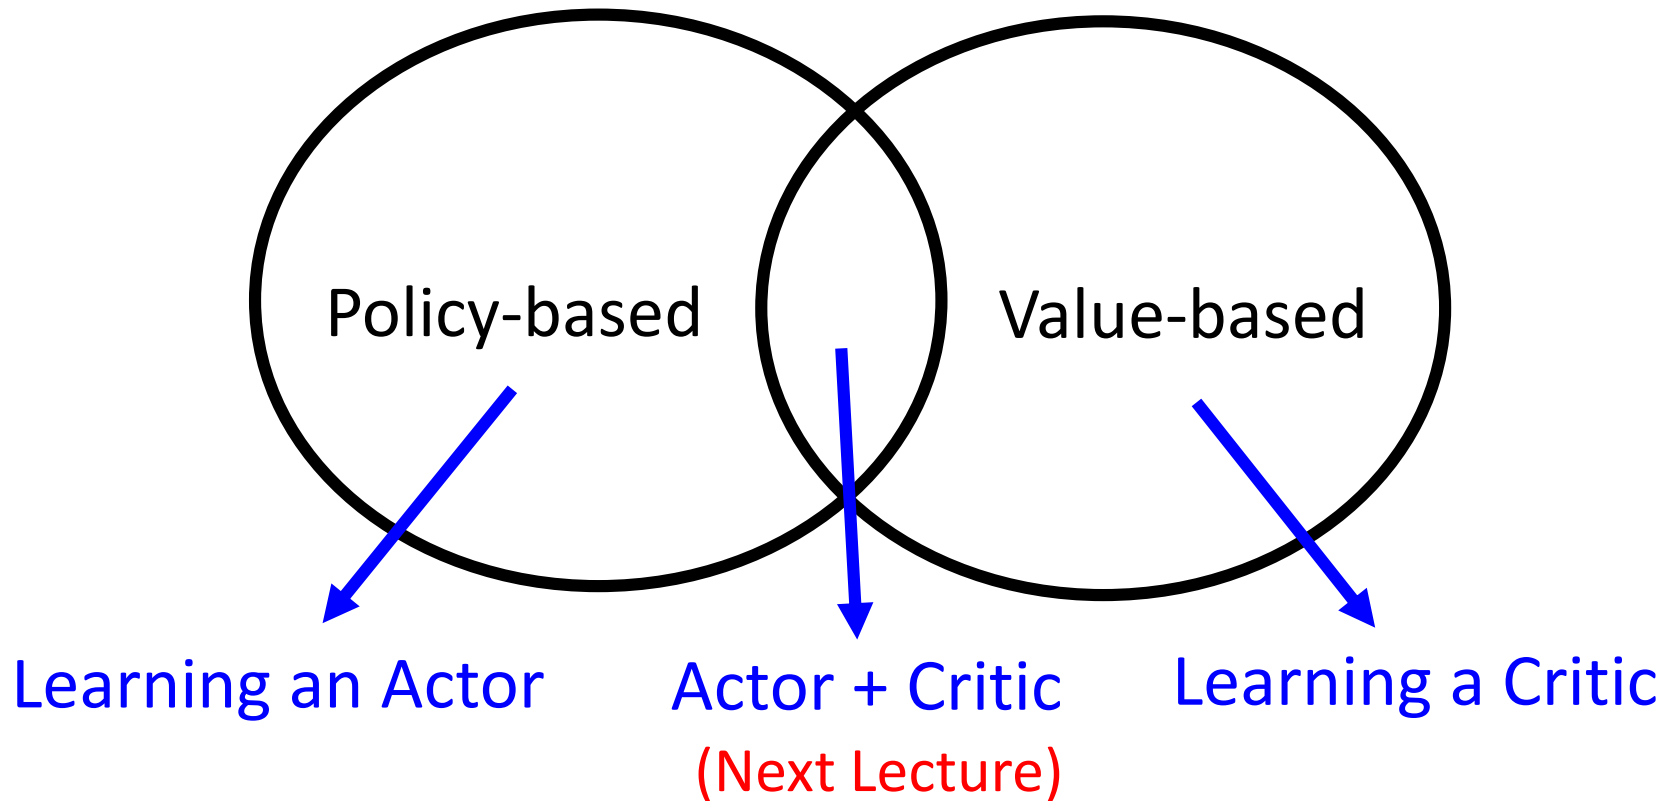 Policy-based
Value-based
Learning an Actor
Actor + Critic
(Next Lecture)
Learning a Critic